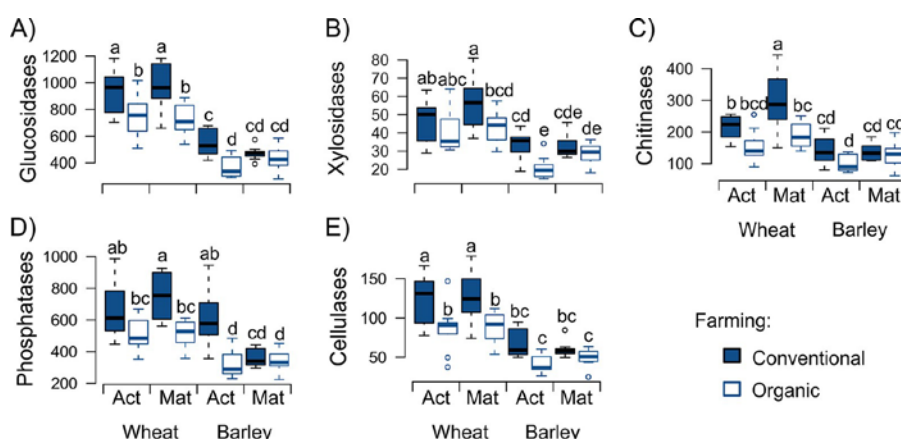 A)
Glucosidases
1200
1000
800
600
400
a
b
a
b
c
d
cd
cd
B)
Xylosidases
80
70
60
50
40
30
20
ab
abc
a
bcd
cd
e
cde
de
C)
Chitinases
400
300
200
100
b
bcd
a
bc
cd
d
cd
cd
Act
Mat
Act
Mat
Wheat
Barley
D)
Phosphatases
1000
800
600
400
200
ab
bc
a
bc
ab
d
cd
d
Act
Mat
Act
Mat
Wheat
Barley
E)
Cellulases
150
100
50
a
b
a
b
bc
c
bc
c
Act
Mat
Act
Mat
Wheat
Barley
Farming:
Conventional
Organic